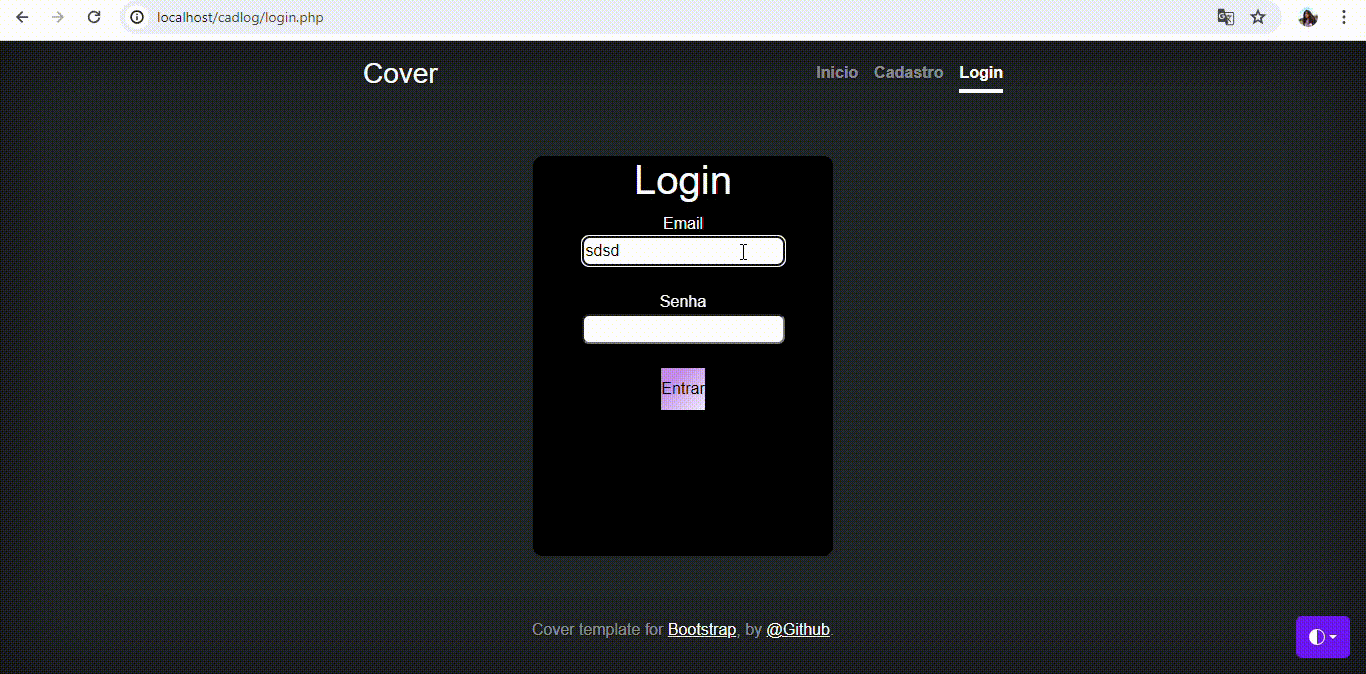 localhost/cadlog/login.php
Cover
Inicio Cadastro Login
Login
Email
sdsd
Senha
Entrar
Cover template for Bootstrap, by @Github.